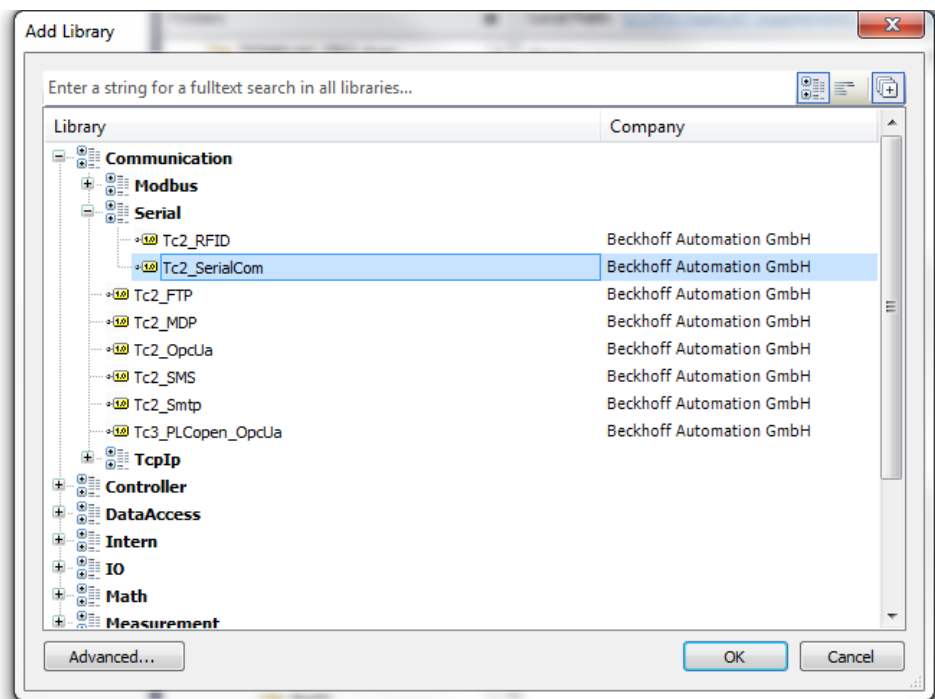 Add Library
Enter a string for a fulltext search in all libraries...
Library Company
Communication
Modbus
Serial
Tc2_RFID Beckhoff Automation GmbH
Tc2_SerialCom Beckhoff Automation GmbH
Tc2_FTP Beckhoff Automation GmbH
Tc2_MDP Beckhoff Automation GmbH
Tc2_OpcUa Beckhoff Automation GmbH
Tc2_SMS Beckhoff Automation GmbH
Tc2_Smtp Beckhoff Automation GmbH
Tc3_PLCopen_OpcUa Beckhoff Automation GmbH
TcpIp
Controller
DataAccess
Intern
IO
Math
Measurement
Advanced... OK Cancel